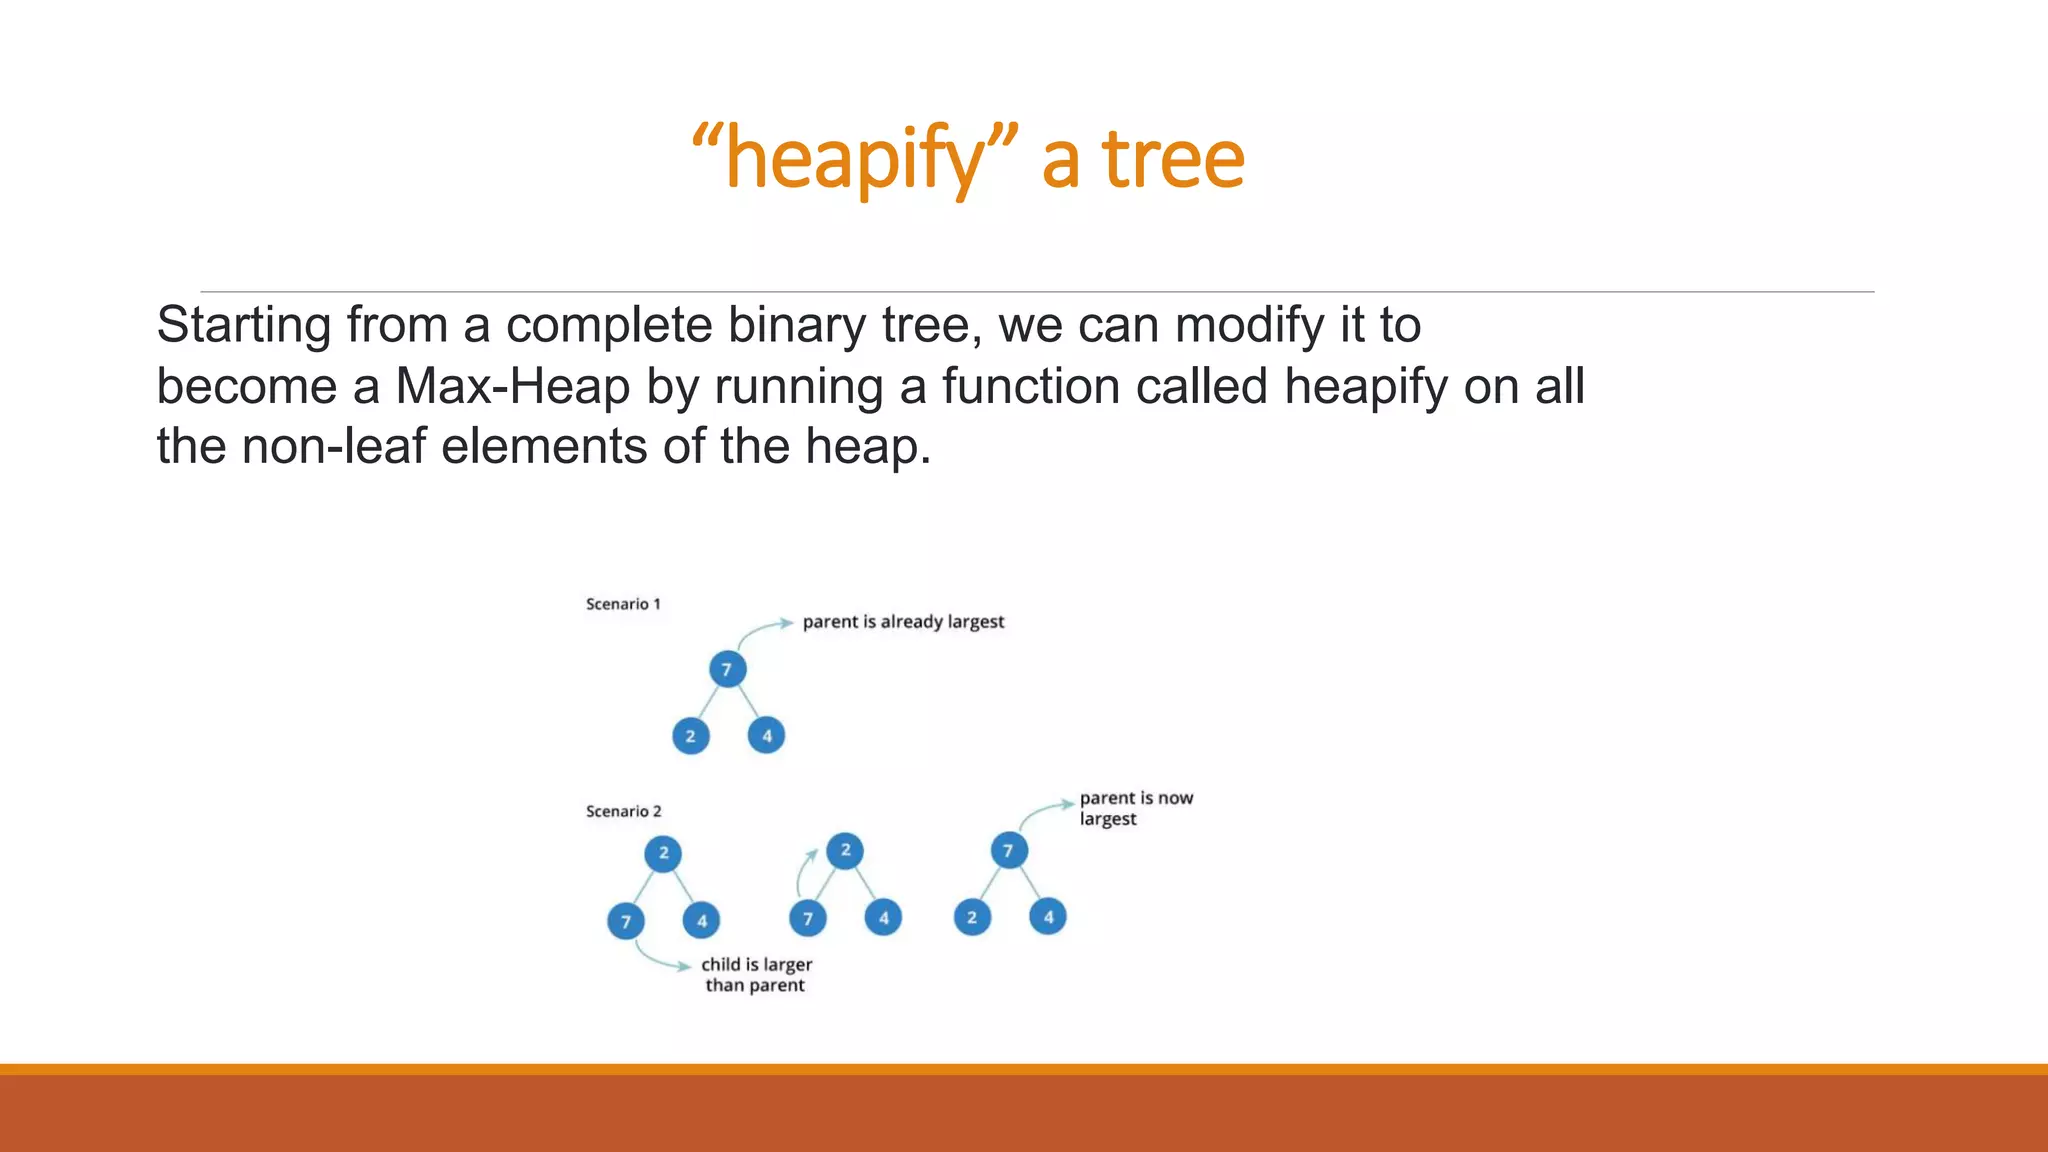 “heapify” a tree
Starting from a complete binary tree, we can modify it to
become a Max-Heap by running a function called heapify on all
the non-leaf elements of the heap.
Scenario 1
parent is already largest
7
2 4
Scenario 2
parent is now
largest
2 2 7
7 4 7 4 2 4
child is larger
than parent